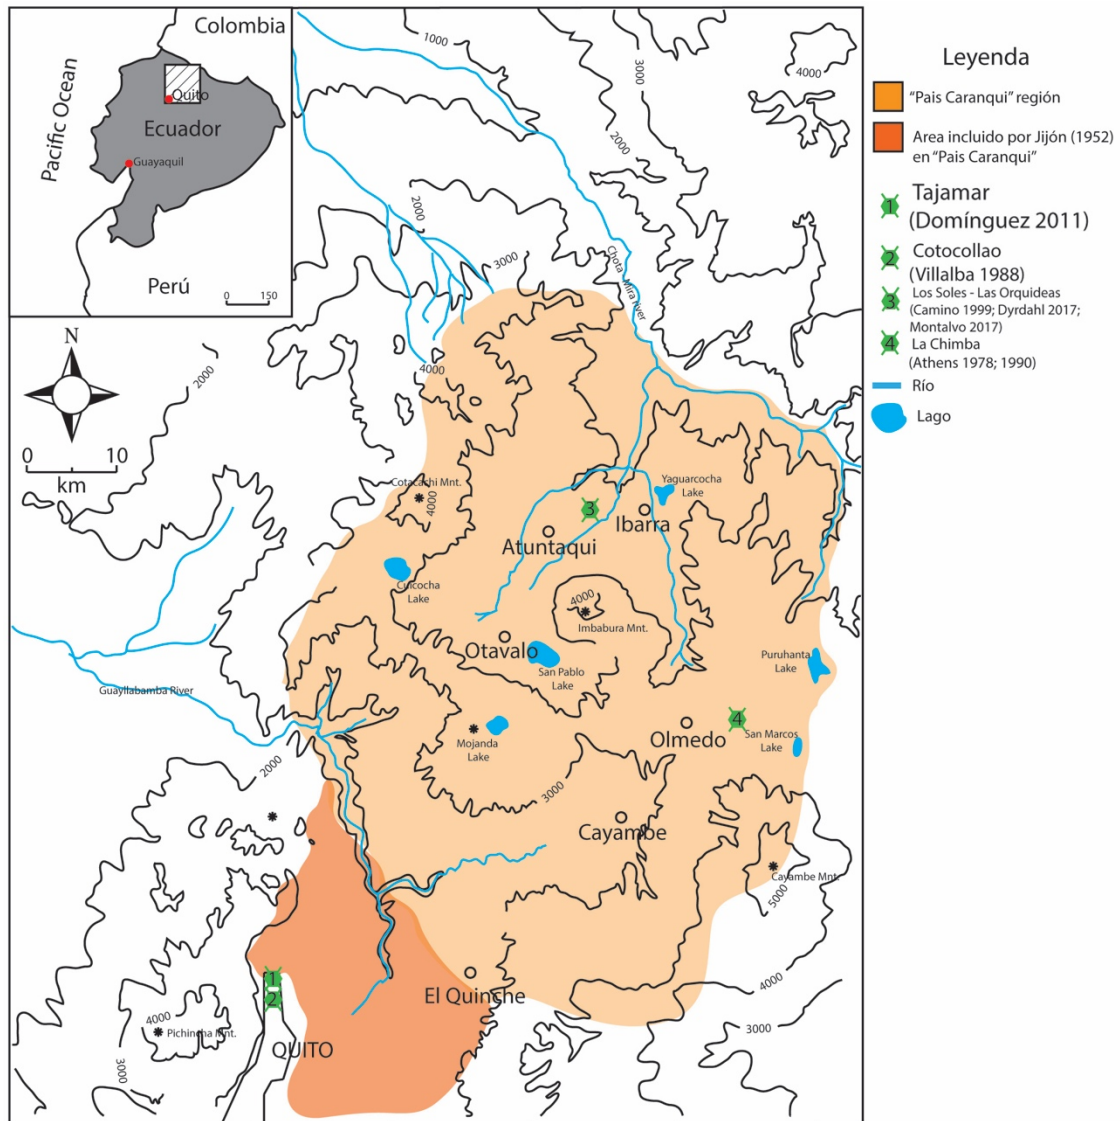 Colombia
Pacific Ocean
Quito
Ecuador
Guayaquil
Perú
0 150
N
0 10
km
1000
3000
4000
2000
2000
3000
Chota-Mira river
4000
2000
Cotacachi Mnt.
4000
3
Yaguarcocha
Lake
Ibarra
Atuntaqui
Cuicocha
Lake
4000
Imbabura Mnt.
Otavalo
San Pablo
Lake
Puruhanta
Lake
Guayllabamba River
4
Olmedo
San Marcos
Lake
Mojanda
Lake
2000
3000
Cayambe
Cayambe Mnt.
5000
1
2
El Quinche
4000
3000
4000
Pichincha Mnt.
QUITO
3000
Leyenda
"Pais Caranqui" región
Area incluido por Jijón (1952)
en "Pais Caranqui"
1 Tajamar
(Domínguez 2011)
2 Cotocollao
(Villalba 1988)
3 Los Soles - Las Orquideas
(Camino 1999; Dyrdahl 2017;
Montalvo 2017)
4 La Chimba
(Athens 1978; 1990)
Río
Lago